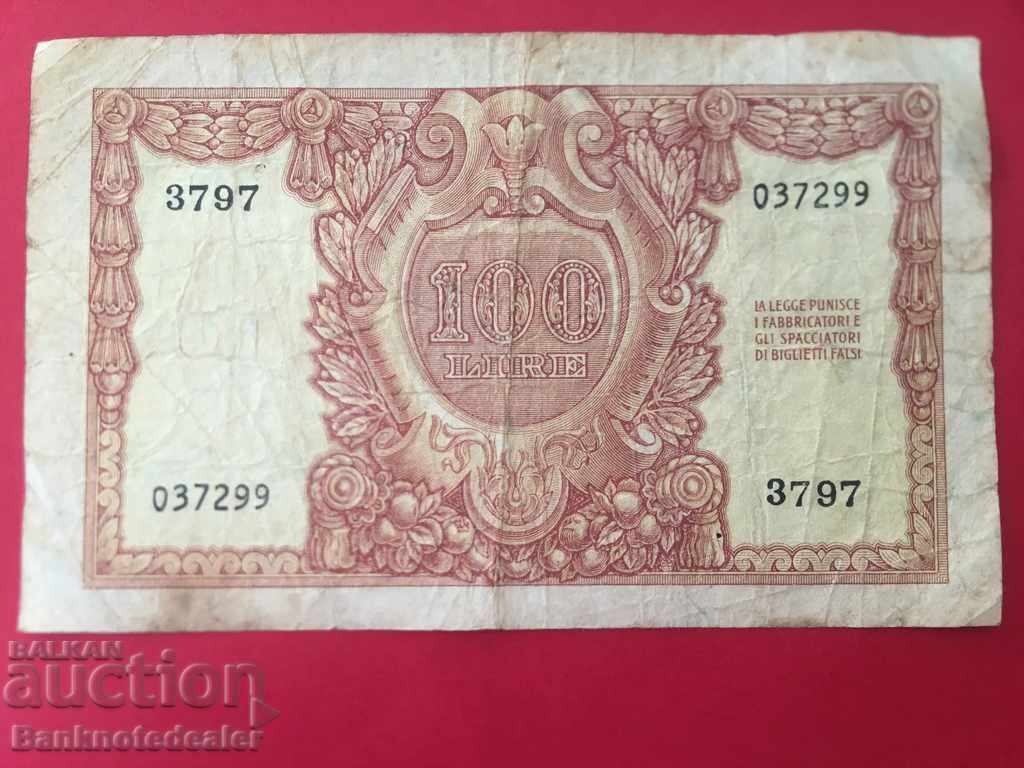 3797
037299
100
LIRE
LA LEGGE PUNISCE
I FABBRICATORI E
GLI SPACCIATORI
DI BIGLIETTI FALSI
037299
3797
BALKAN
auction
Banknotedealer